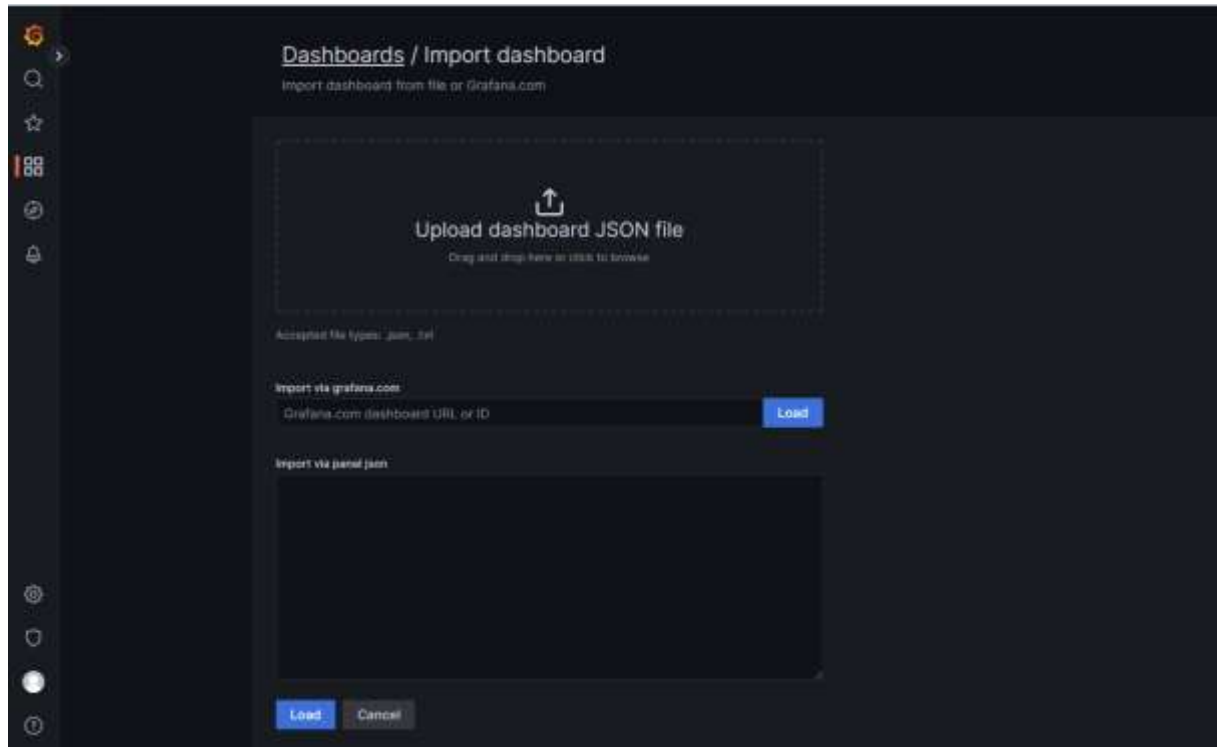 Dashboards / Import dashboard
Import dashboard from file or Grafana.com
Upload dashboard JSON file
Drag and drop here or click to browse
Accepted file types: .json, .txt
Import via grafana.com
Grafana.com dashboard URL or ID
Load
Import via panel json
Load
Cancel